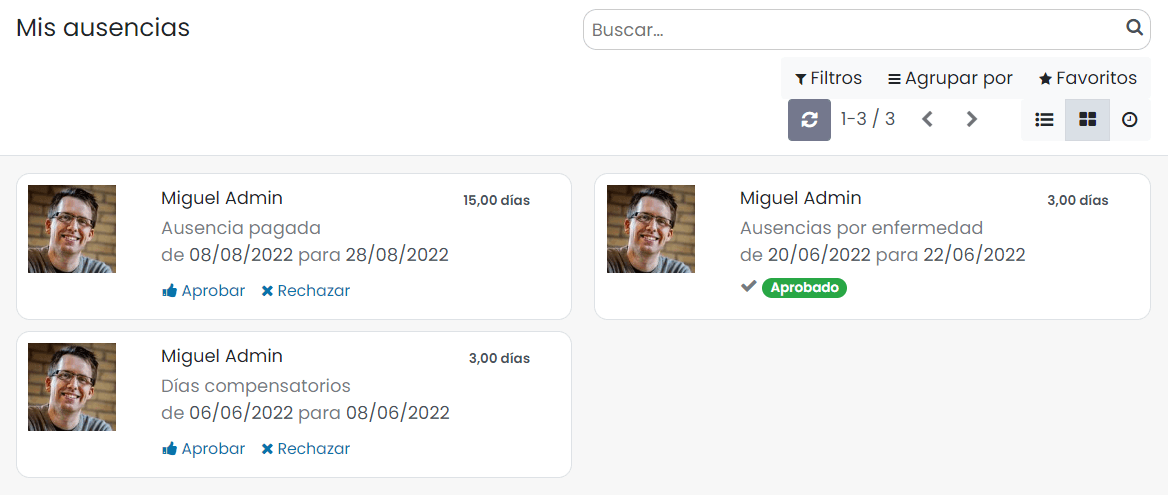 Mis ausencias
Buscar...
Filtros Agrupar por Favoritos
1-3 / 3
Miguel Admin 15,00 días
Ausencia pagada
de 08/08/2022 para 28/08/2022
Aprobar Rechazar
Miguel Admin 3,00 días
Ausencias por enfermedad
de 20/06/2022 para 22/06/2022
Aprobado
Miguel Admin 3,00 días
Días compensatorios
de 06/06/2022 para 08/06/2022
Aprobar Rechazar